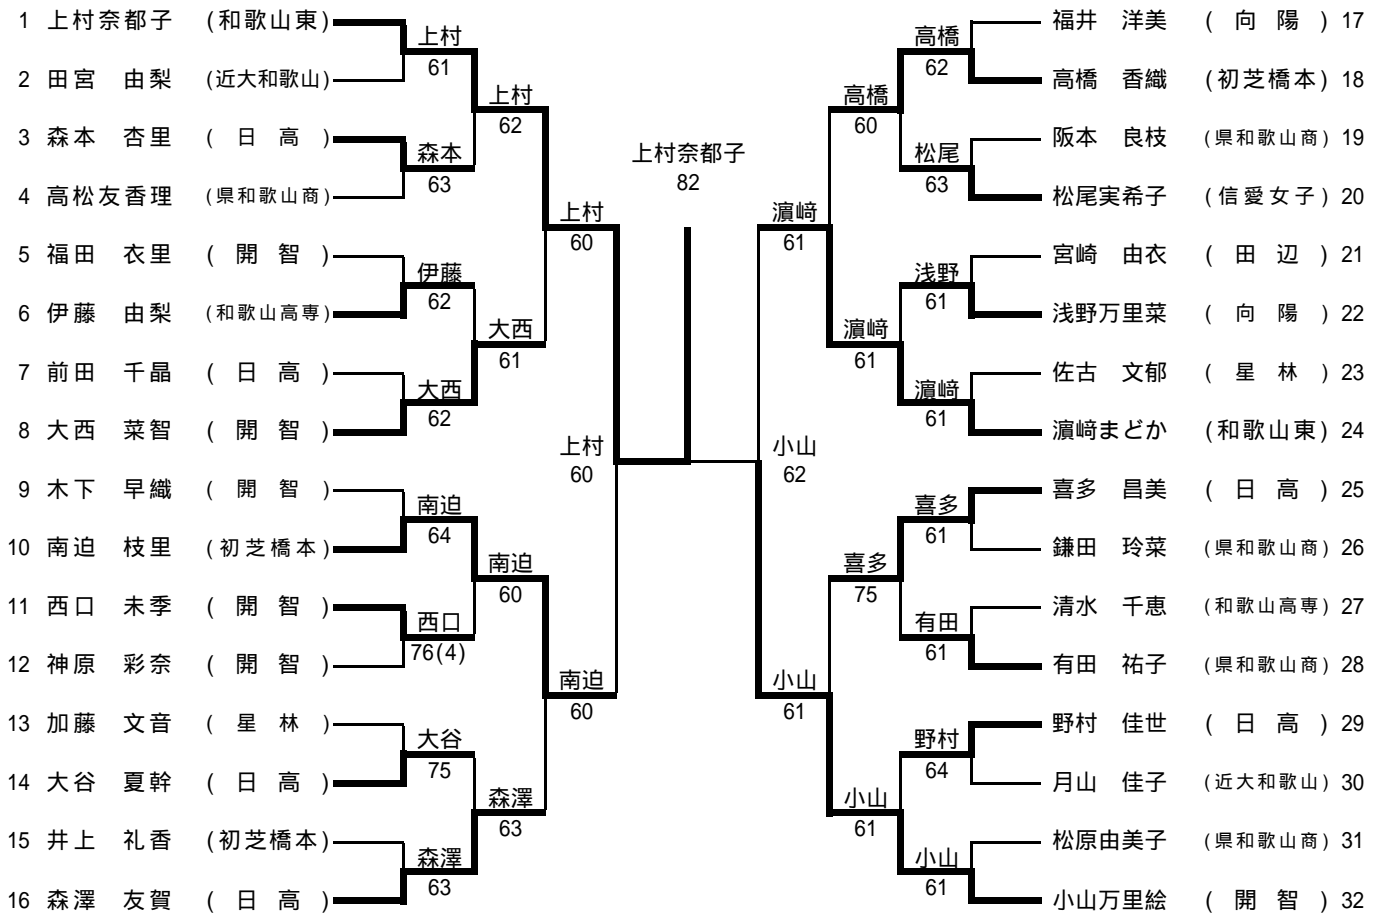 1 上村奈都子 (和歌山東)
2 田宮 由梨 (近大和歌山)
3 森本 杏里 (日高)
4 高松友香理 (県和歌山商)
5 福田 衣里 (開智)
6 伊藤 由梨 (和歌山高専)
7 前田 千晶 (日高)
8 大西 菜智 (開智)
9 木下 早織 (開智)
10 南迫 枝里 (初芝橋本)
11 西口 未季 (開智)
12 神原 彩奈 (開智)
13 加藤 文音 (星林)
14 大谷 夏幹 (日高)
15 井上 礼香 (初芝橋本)
16 森澤 友賀 (日高)
上村
61
森本
63
伊藤
62
大西
62
南迫
64
西口
76(4)
大谷
75
森澤
63
上村
62
大西
61
南迫
60
森澤
63
上村
60
南迫
60
上村
60
上村奈都子
82
小山
62
濵﨑
61
小山
61
高橋
60
濵﨑
61
喜多
75
小山
61
高橋
62
松尾
63
浅野
61
濵﨑
61
喜多
61
有田
61
野村
64
小山
61
福井 洋美 (向陽) 17
高橋 香織 (初芝橋本) 18
阪本 良枝 (県和歌山商) 19
松尾実希子 (信愛女子) 20
宮崎 由衣 (田辺) 21
浅野万里菜 (向陽) 22
佐古 文郁 (星林) 23
濵﨑まどか (和歌山東) 24
喜多 昌美 (日高) 25
鎌田 玲菜 (県和歌山商) 26
清水 千恵 (和歌山高専) 27
有田 祐子 (県和歌山商) 28
野村 佳世 (日高) 29
月山 佳子 (近大和歌山) 30
松原由美子 (県和歌山商) 31
小山万里絵 (開智) 32